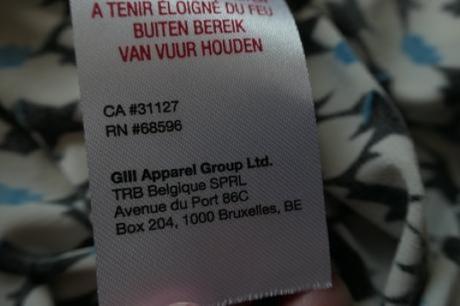 A TENIR ÉLOIGNÉ DU FEU
BUITEN BEREIK
VAN VUUR HOUDEN
CA #31127
RN #68596
Gill Apparel Group Ltd.
TRB Belgique SPRL
Avenue du Port 86C
Box 204, 1000 Bruxelles, BE